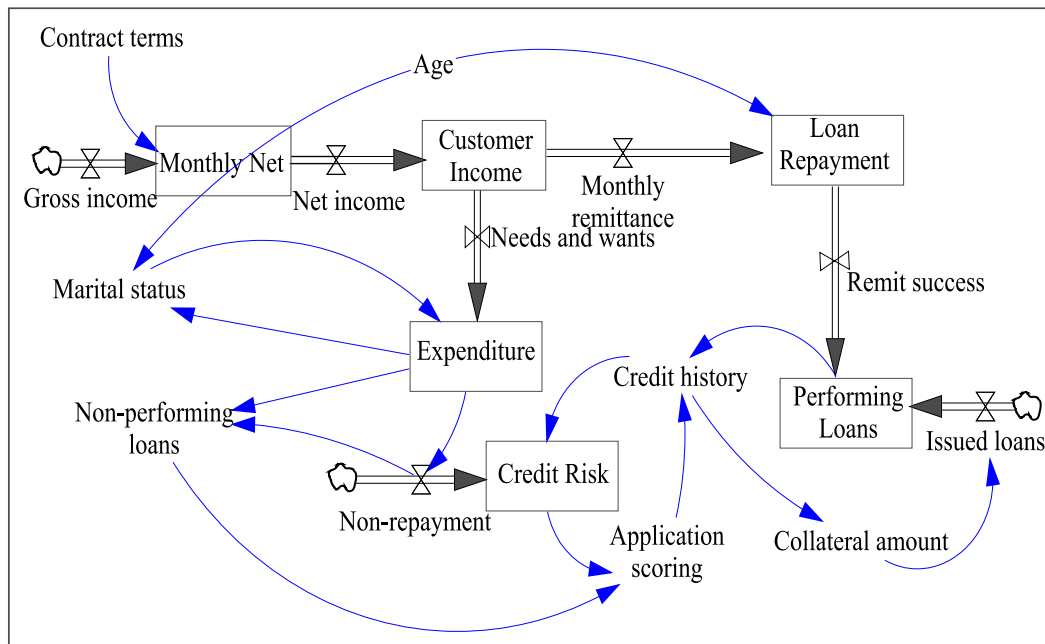 Contract terms
Age
Monthly Net
Customer
Income
Loan
Repayment
Gross income
Net income
Monthly
remittance
Needs and wants
Marital status
Remit success
Expenditure
Credit history
Performing
Loans
Non-performing
loans
Issued loans
Credit Risk
Non-repayment
Application
scoring
Collateral amount